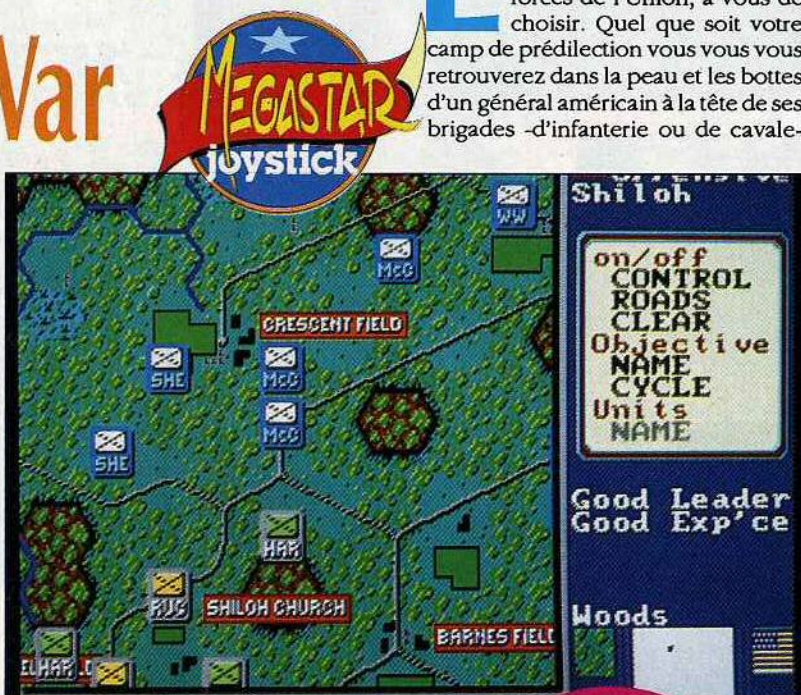 War
MEGASTAR
joystick
forces de l'Union, à vous de
choisir. Quel que soit votre
camp de prédilection vous vous vous
retrouverez dans la peau et les bottes
d'un général américain à la tête de ses
brigades -d'infanterie ou de cavale-
Shiloh
on/off
CONTROL
ROADS
CLEAR
Objective
NAME
CYCLE
Units
NAME
Good Leader
Good Exp'ce
Woods
WW
McC
CRESCENT FIELD
SHE
McC
McC
SHE
HAR
RUG
SHILOH CHURCH
BARNES FIELD